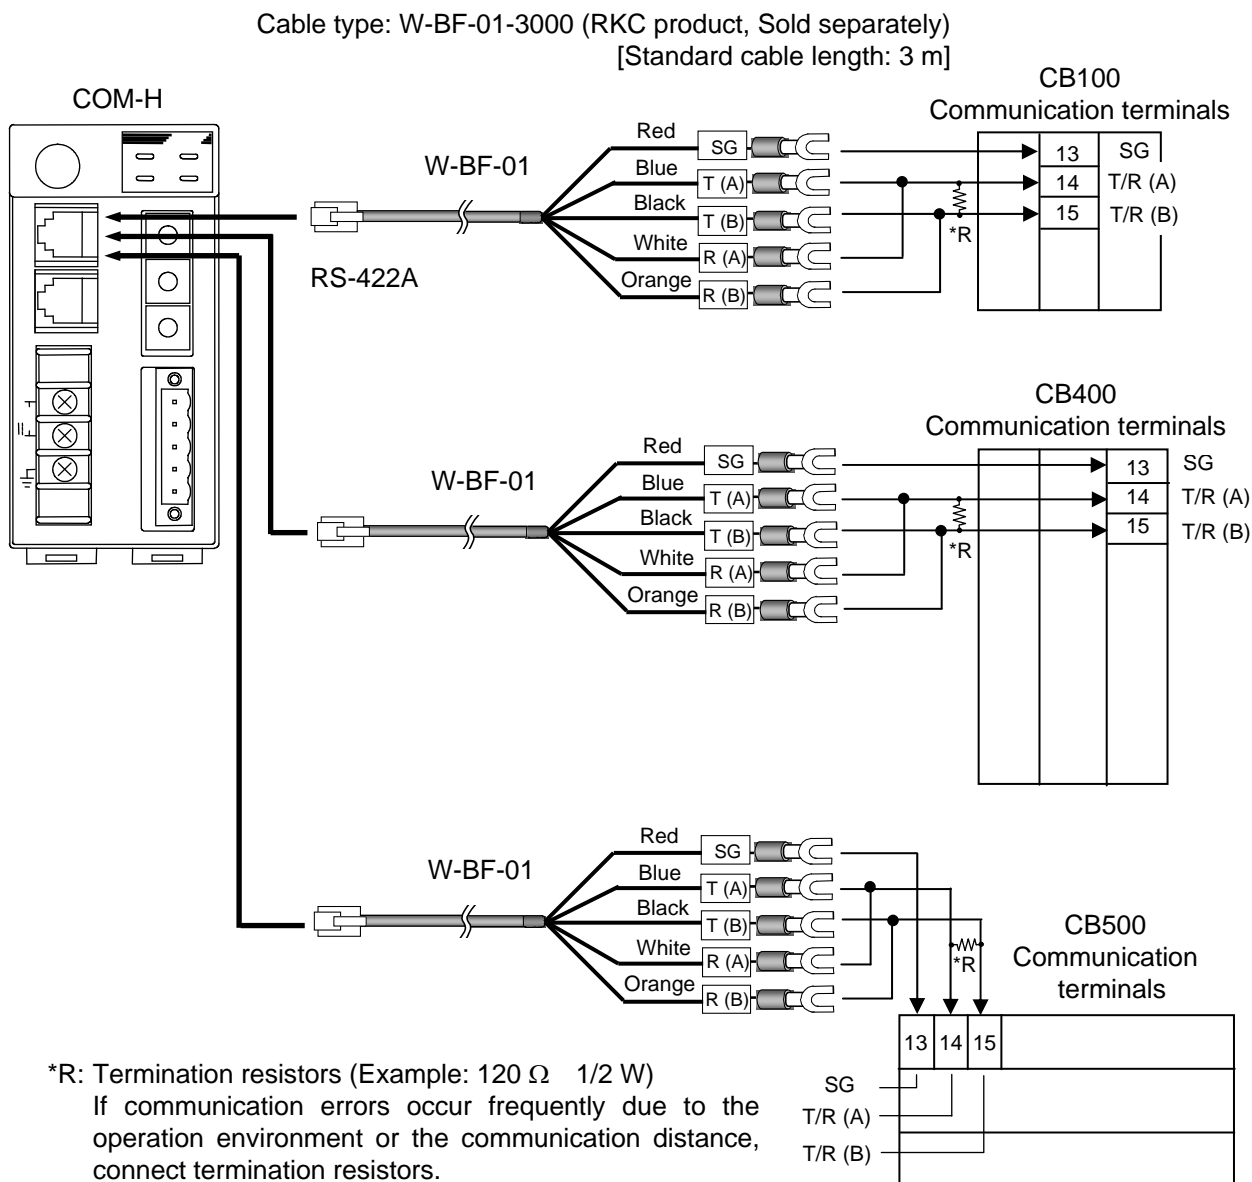 Cable type: W-BF-01-3000 (RKC product, Sold separately)
[Standard cable length: 3 m]
COM-H
CB100
Communication terminals
W-BF-01
RS-422A
Red
SG
Blue
T (A)
Black
T (B)
White
R (A)
Orange
R (B)
*R
13
SG
14
T/R (A)
15
T/R (B)
CB400
Communication terminals
W-BF-01
Red
SG
Blue
T (A)
Black
T (B)
White
R (A)
Orange
R (B)
*R
13
SG
14
T/R (A)
15
T/R (B)
W-BF-01
Red
SG
Blue
T (A)
Black
T (B)
White
R (A)
Orange
R (B)
*R
CB500
Communication
terminals
13 14 15
SG
T/R (A)
T/R (B)
*R: Termination resistors (Example: 120 Ω 1/2 W)
If communication errors occur frequently due to the
operation environment or the communication distance,
connect termination resistors.